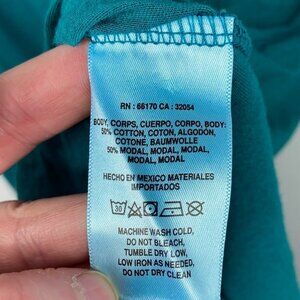 RN : 66170 CA : 32054
BODY, CORPS, CUERPO, CORPO, BODY:
50% COTTON, COTON, ALGODÓN,
COTONE, BAUMWOLLE
50% MODAL, MODAL, MODAL,
MODAL, MODAL
HECHO EN MEXICO MATERIALES
IMPORTADOS
30
MACHINE WASH COLD,
DO NOT BLEACH,
TUMBLE DRY LOW,
LOW IRON AS NEEDED,
DO NOT DRY CLEAN